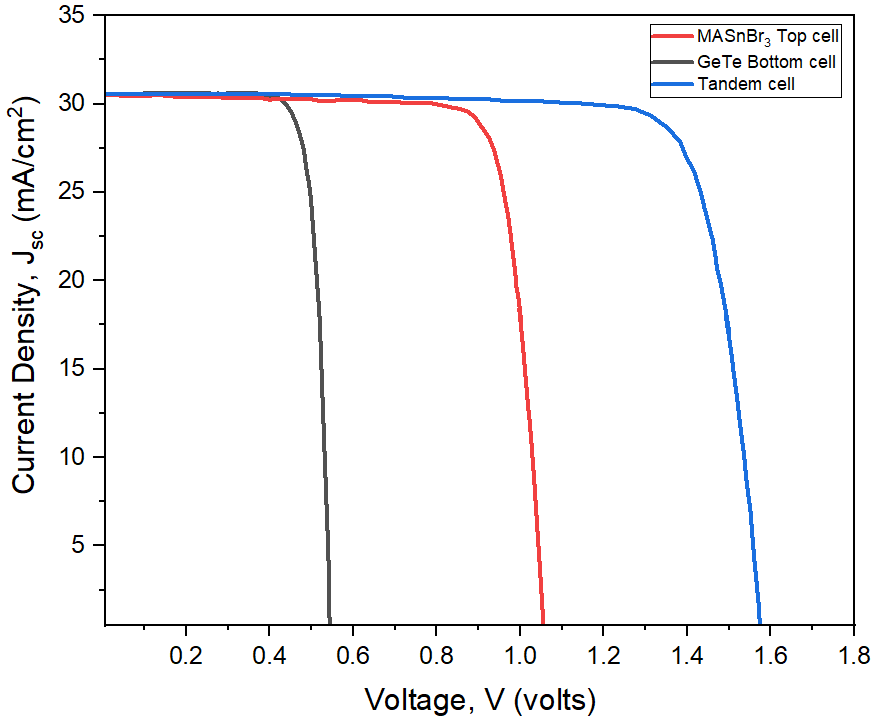 35
30
25
20
15
10
5
Current Density, J_sc (mA/cm²)
MASnBr₃ Top cell
GeTe Bottom cell
Tandem cell
0.2 0.4 0.6 0.8 1.0 1.2 1.4 1.6 1.8
Voltage, V (volts)